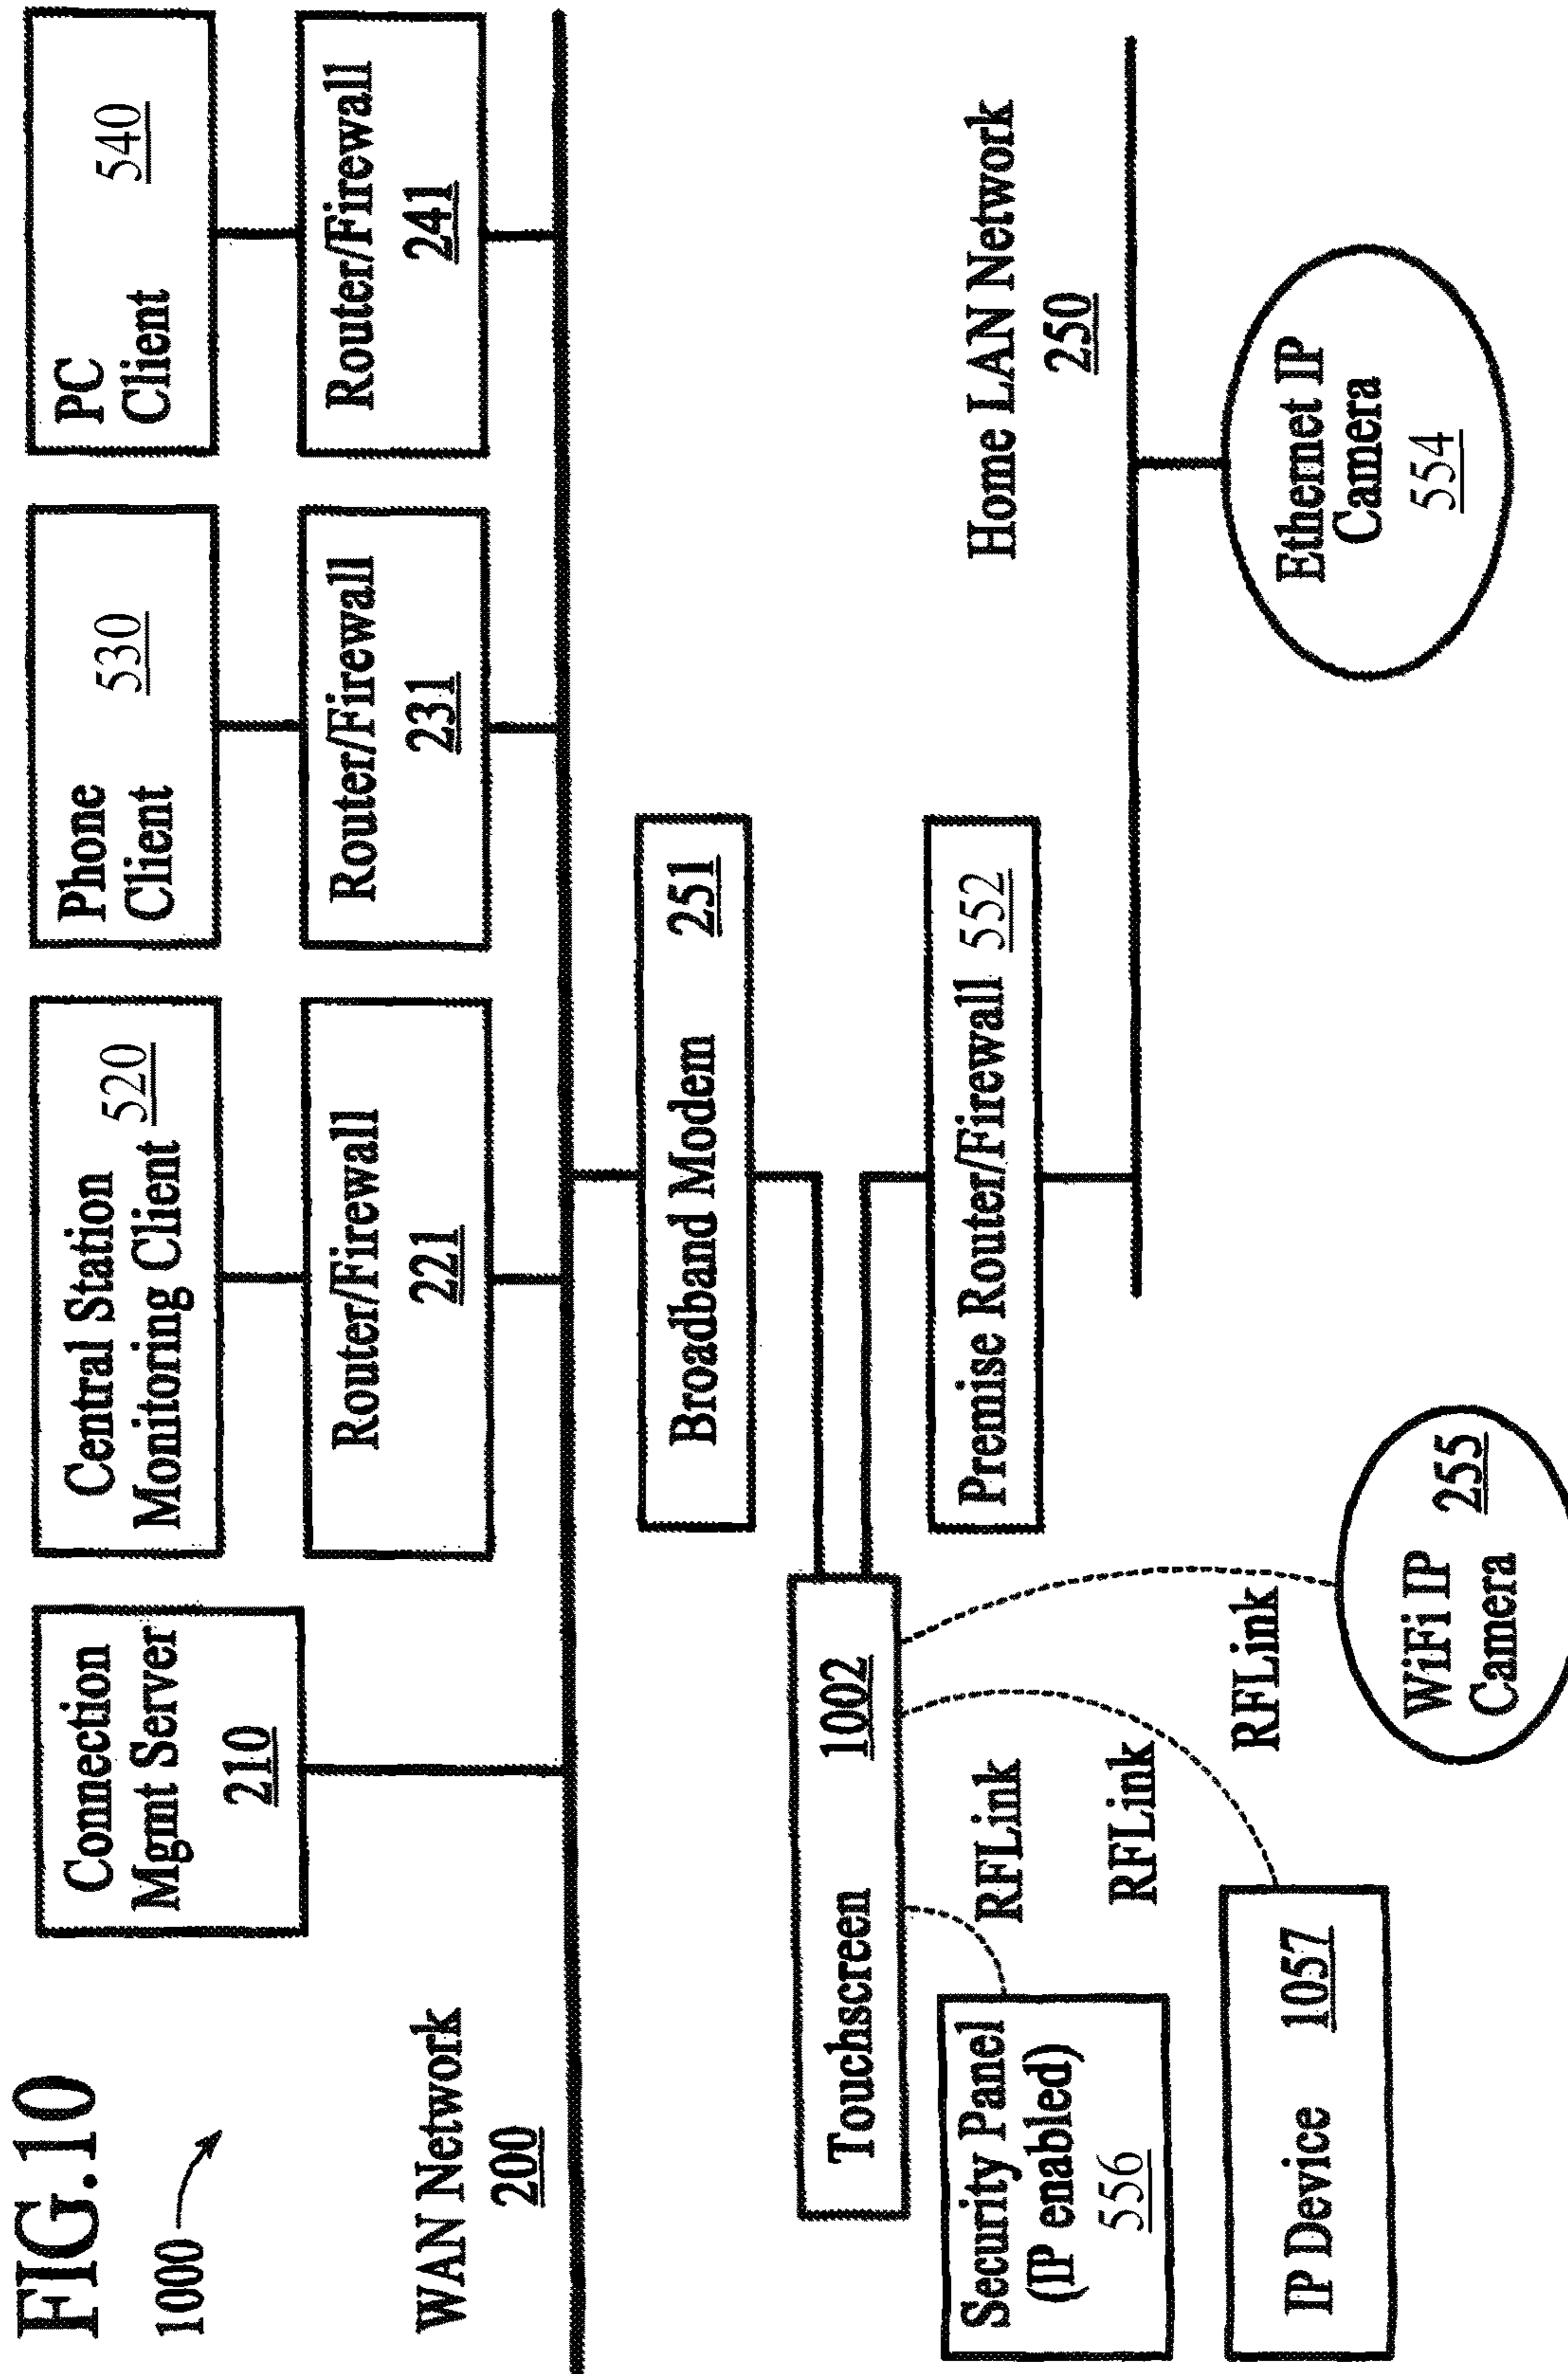 FIG.10
1000
Connection
Mgmt Server
210
Central Station
Monitoring Client
520
Phone
Client
530
PC
Client
540
Router/Firewall
221
Router/Firewall
231
Router/Firewall
241
WAN Network
200
Broadband Modem 251
Touchscreen 1002
Premise Router/Firewall 552
Home LAN Network
250
Security Panel
(IP enabled)
556
RFLink
RFLink
RFLink
IP Device 1057
WiFi IP
Camera
255
Ethernet IP
Camera
554